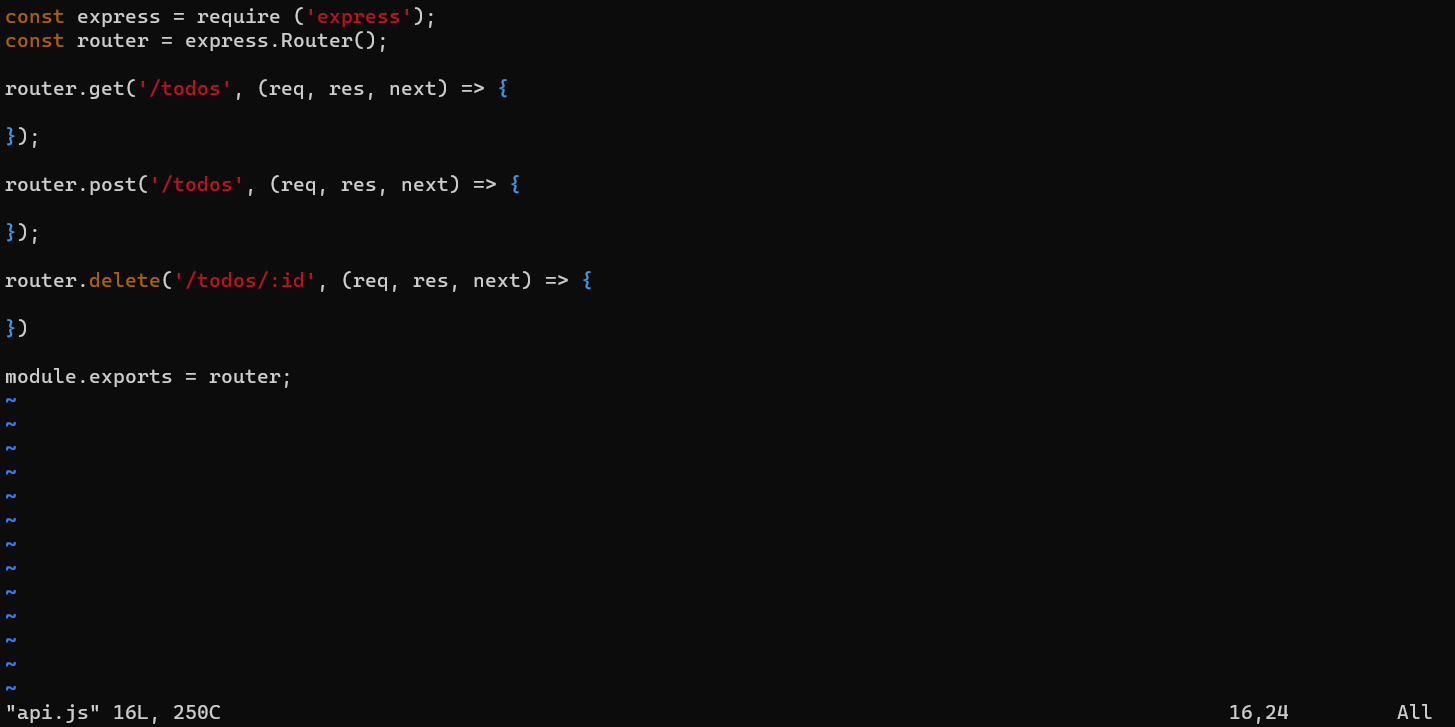 const express = require ('express');
const router = express.Router();
router.get('/todos', (req, res, next) => {
});
router.post('/todos', (req, res, next) => {
});
router.delete('/todos/:id', (req, res, next) => {
})
module.exports = router;
~
~
~
~
~
~
~
~
~
~
~
~
~
"api.js" 16L, 250C 16,24 All